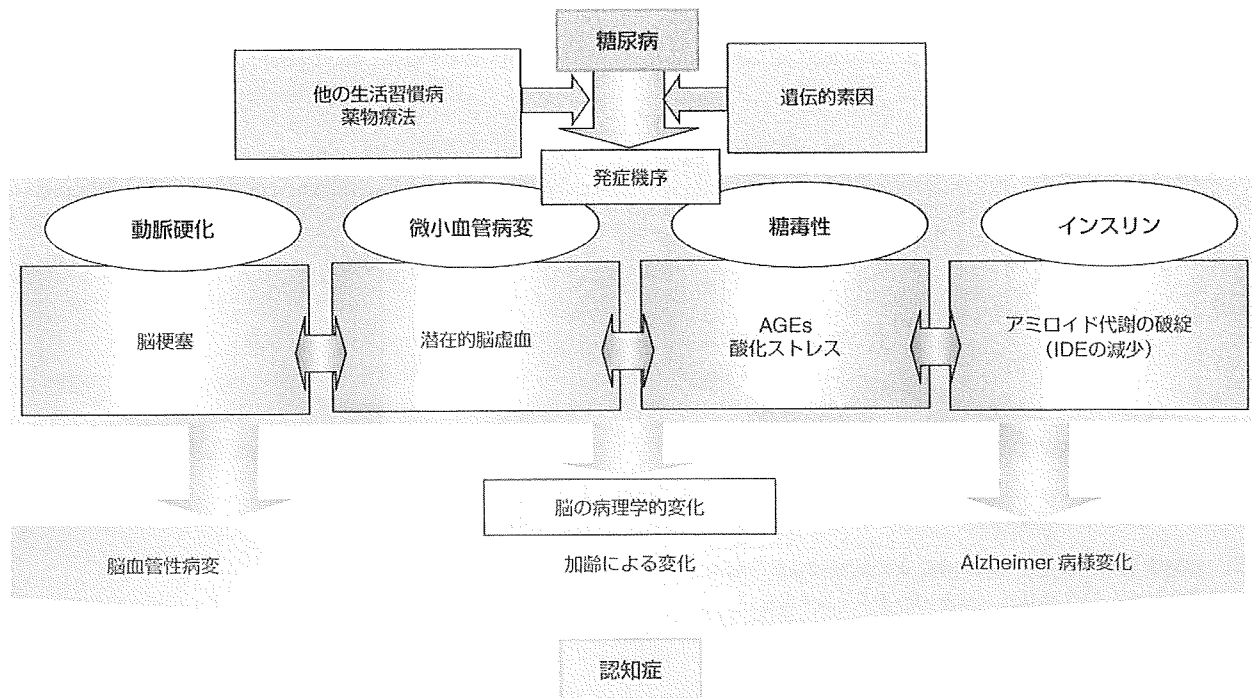 糖尿病
他の生活習慣病
薬物療法
遺伝的素因
発症機序
動脈硬化
微小血管病変
糖毒性
インスリン
脳梗塞
潜在的脳虚血
AGEs
酸化ストレス
アミロイド代謝の破綻
（IDEの減少）
脳の病理学的変化
脳血管性病変
加齢による変化
Alzheimer 病様変化
認知症